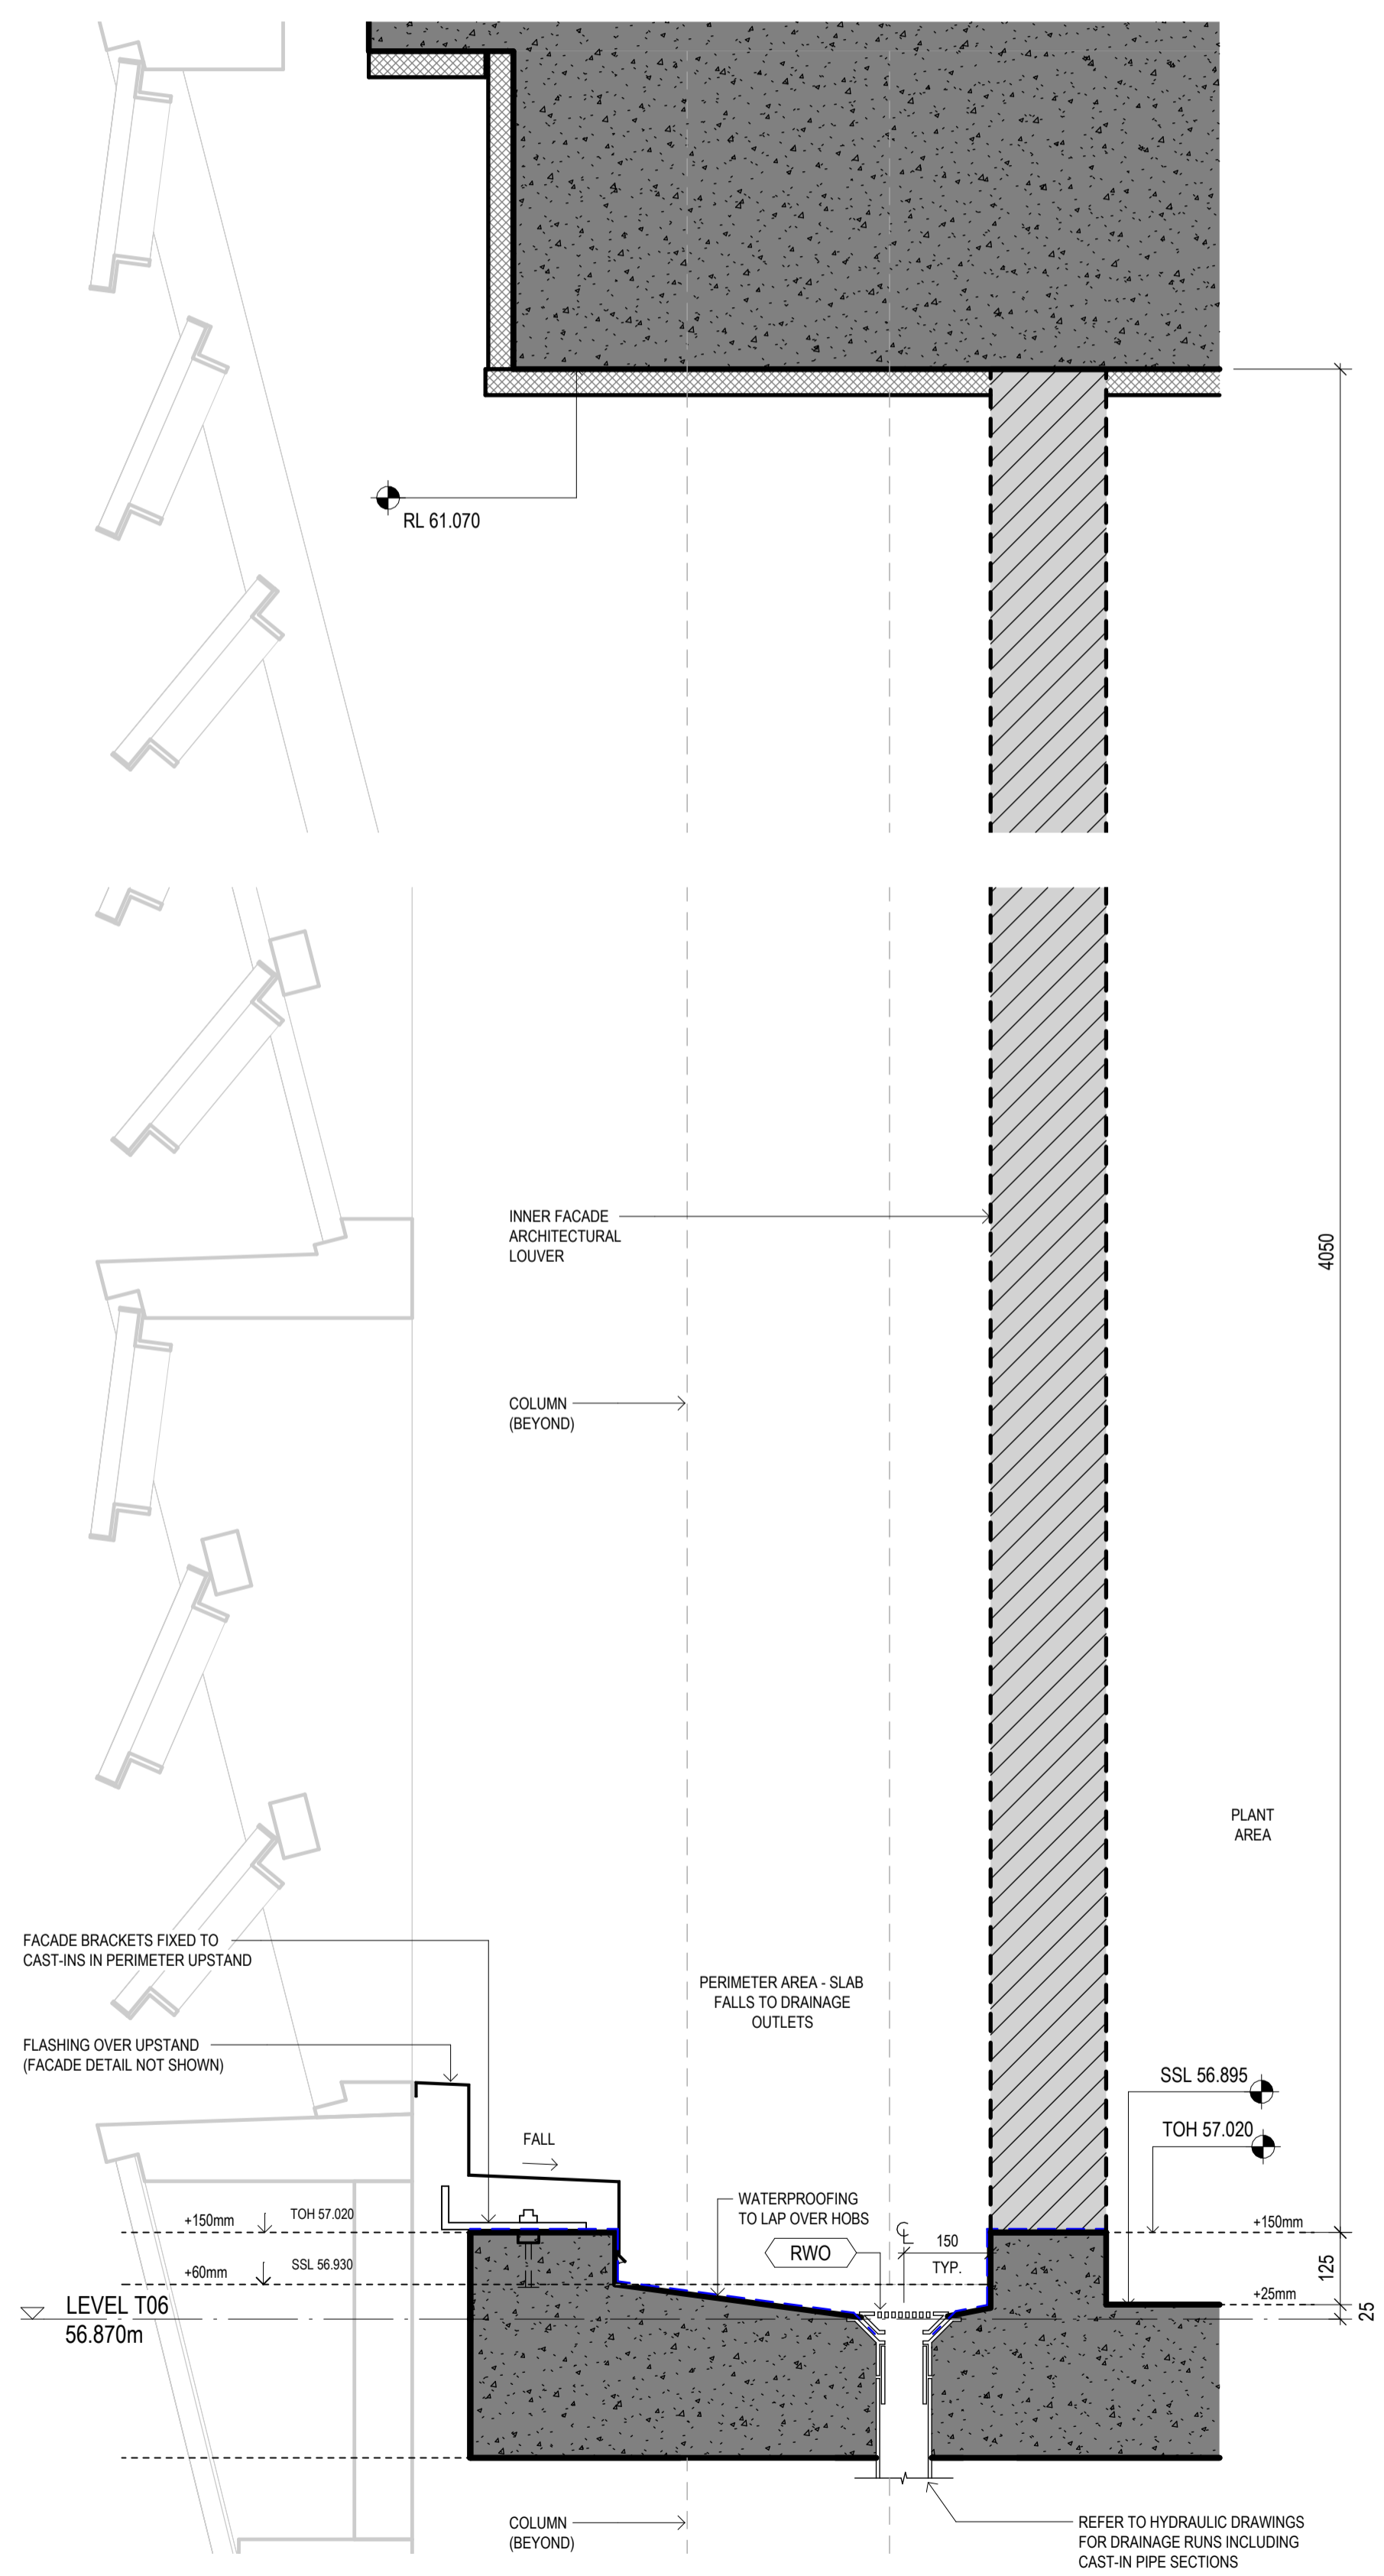 RL 61.070
INNER FACADE
ARCHITECTURAL
LOUVER
4050
COLUMN
(BEYOND)
PLANT
AREA
FACADE BRACKETS FIXED TO
CAST-INS IN PERIMETER UPSTAND
PERIMETER AREA - SLAB
FALLS TO DRAINAGE
OUTLETS
FLASHING OVER UPSTAND
(FACADE DETAIL NOT SHOWN)
SSL 56.895
TOH 57.020
FALL
WATERPROOFING
TO LAP OVER HOBS
+150mm
TOH 57.020
℄
150
TYP.
RWO
+150mm
125
+60mm
SSL 56.930
+25mm
25
LEVEL T06
56.870m
COLUMN
(BEYOND)
REFER TO HYDRAULIC DRAWINGS
FOR DRAINAGE RUNS INCLUDING
CAST-IN PIPE SECTIONS